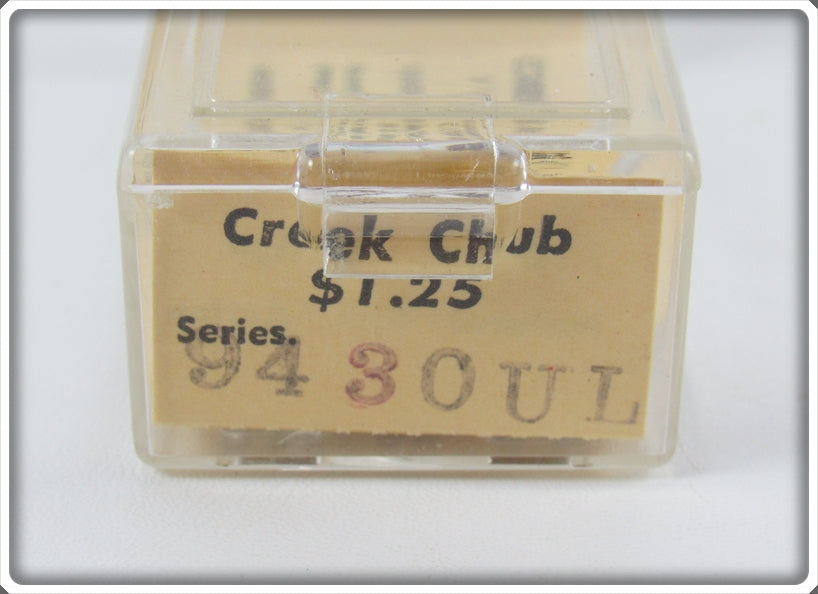 Creek Chub
$1.25
Series.
9430UL